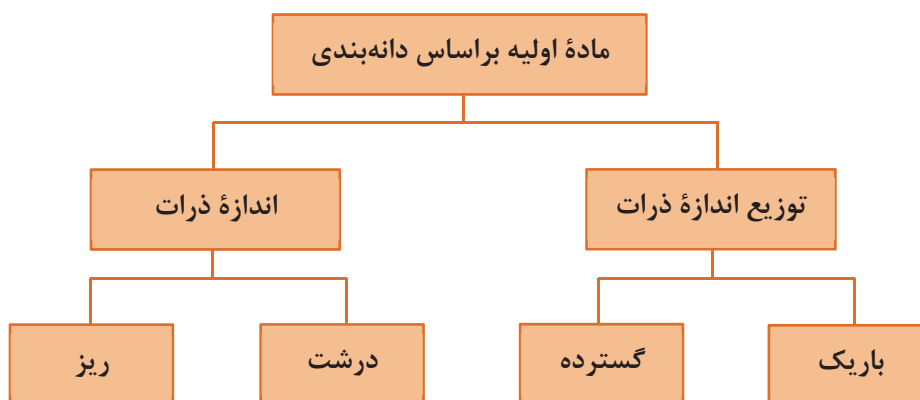 مادهٔ اولیه براساس دانه‌بندی
توزیع اندازهٔ ذرات
اندازهٔ ذرات
باریک
گسترده
درشت
ریز